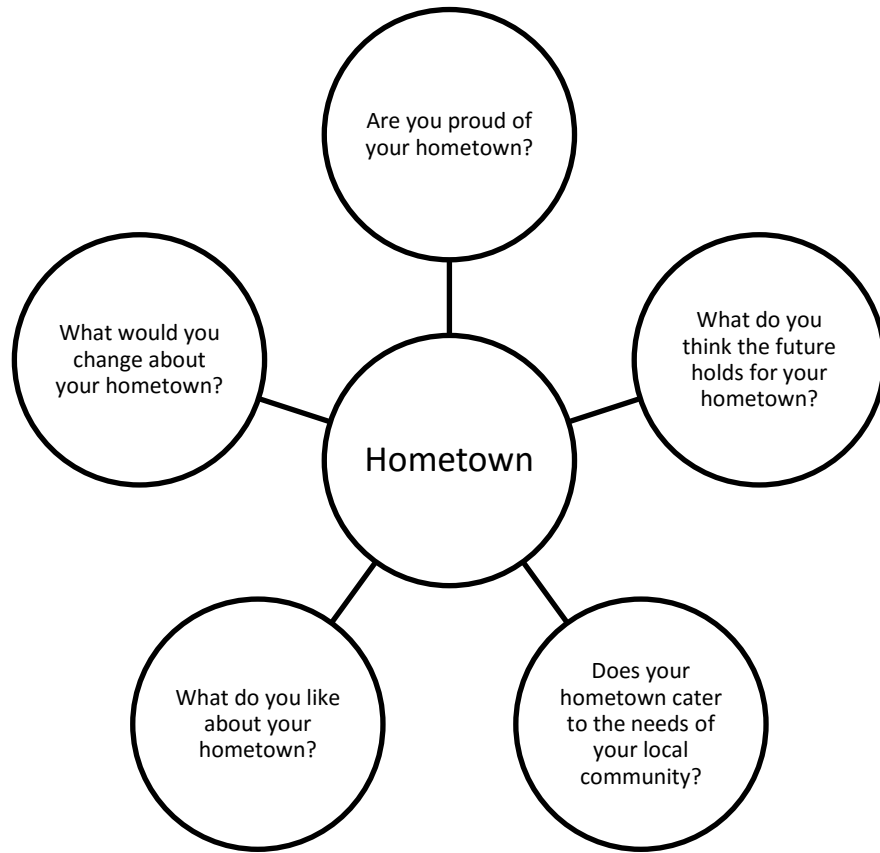 Are you proud of
your hometown?
What would you
change about
your hometown?
What do you
think the future
holds for your
hometown?
Hometown
What do you like
about your
hometown?
Does your
hometown cater
to the needs of
your local
community?